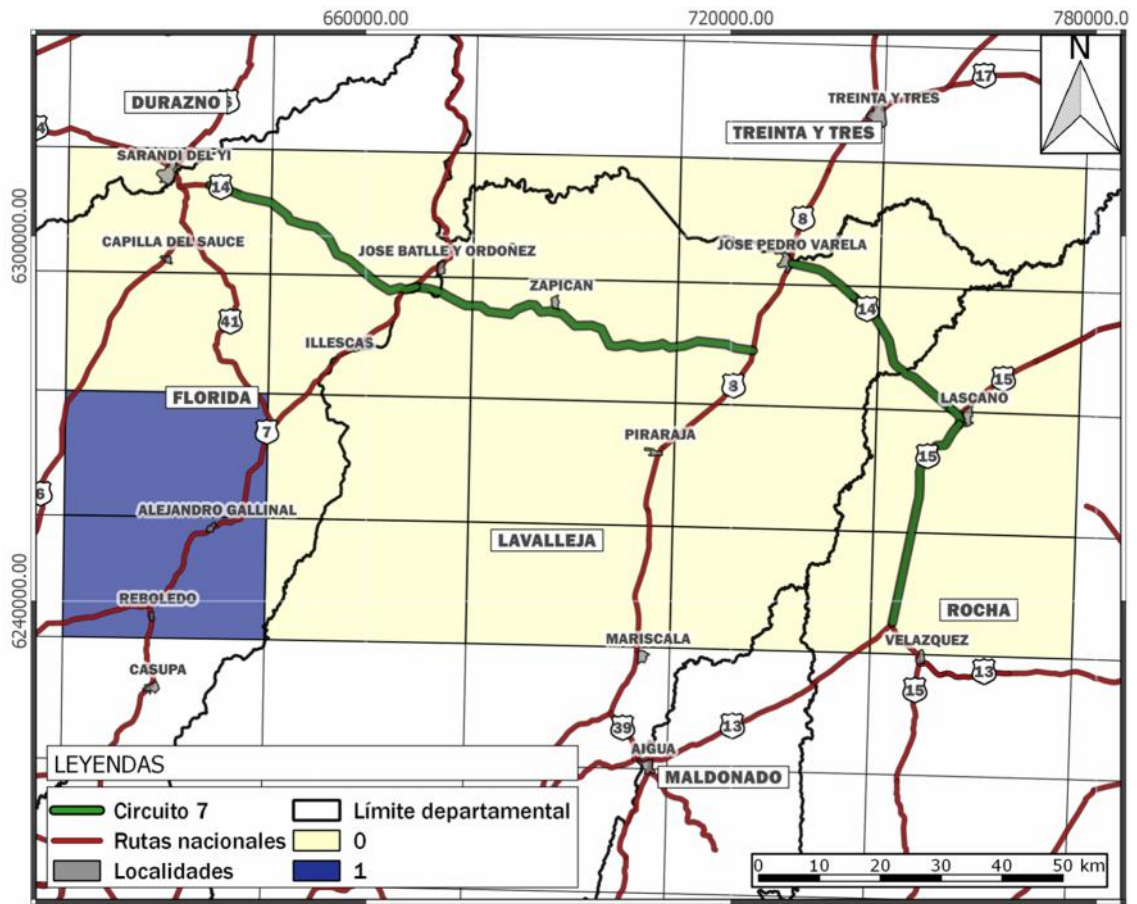 660000.00
720000.00
780000.00
N
17
TREINTA Y TRES
DURAZNO
TREINTA Y TRES
4
SARANDI DEL YI
14
8
6300000.00
CAPILLA DEL SAUCE
JOSE BATLLE Y ORDOÑEZ
JOSE PEDRO VARELA
ZAPICAN
14
41
ILLESCAS
15
8
FLORIDA
LASCANO
7
PIRARAJA
15
6
ALEJANDRO GALLINAL
LAVALLEJA
6240000.00
REBOLEDO
ROCHA
MARISCALA
VELAZQUEZ
CASUPA
13
15
39
13
AIGUA
MALDONADO
LEYENDAS
Circuito 7
Límite departamental
Rutas nacionales
0
Localidades
1
0 10 20 30 40 50 km